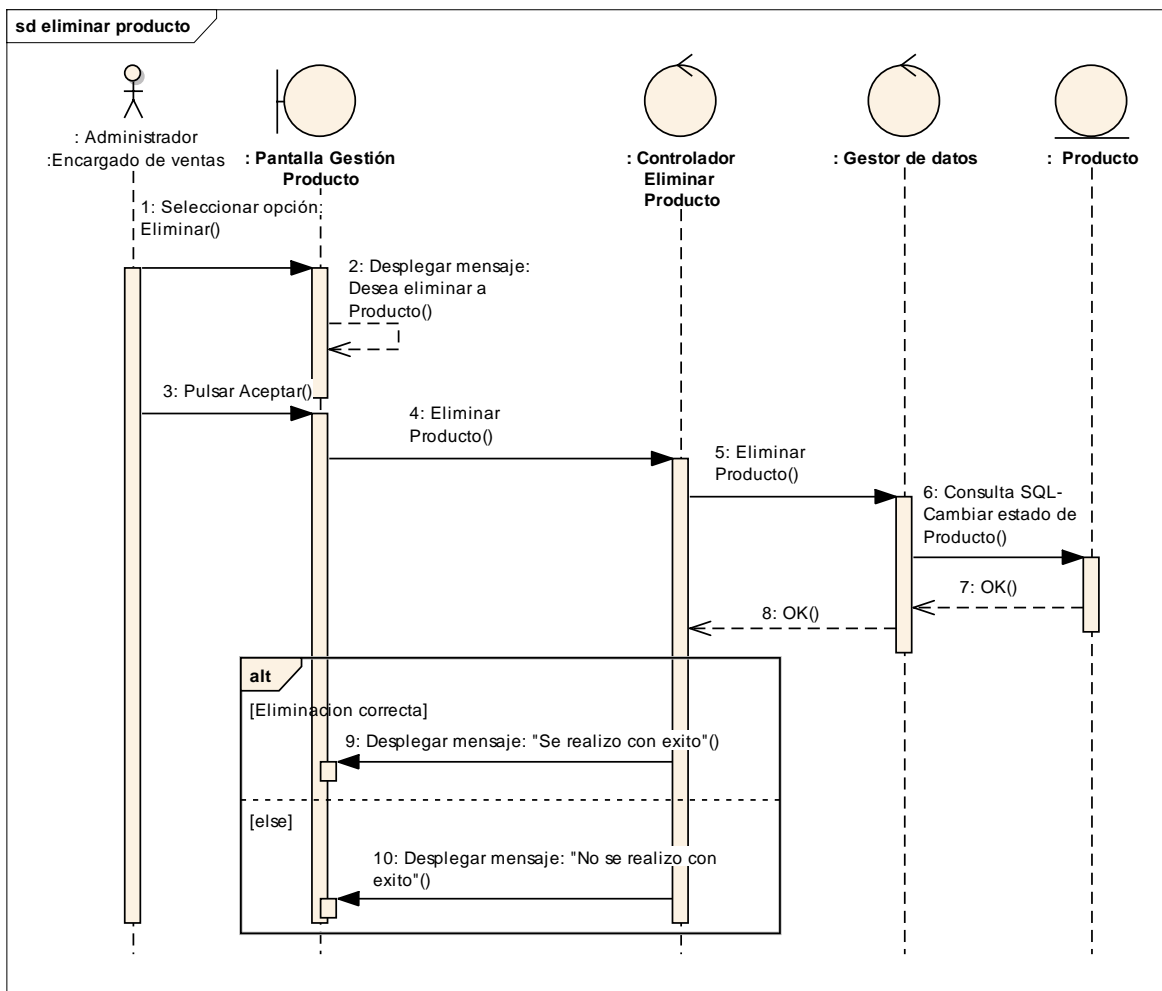 sd eliminar producto
: Administrador
:Encargado de ventas
: Pantalla Gestión
Producto
: Controlador
Eliminar
Producto
: Gestor de datos
: Producto
1: Seleccionar opción:
Eliminar()
2: Desplegar mensaje:
Desea eliminar a
Producto()
3: Pulsar Aceptar()
4: Eliminar
Producto()
5: Eliminar
Producto()
6: Consulta SQL-
Cambiar estado de
Producto()
7: OK()
8: OK()
alt
[Eliminacion correcta]
9: Desplegar mensaje: "Se realizo con exito"()
[else]
10: Desplegar mensaje: "No se realizo con
exito"()